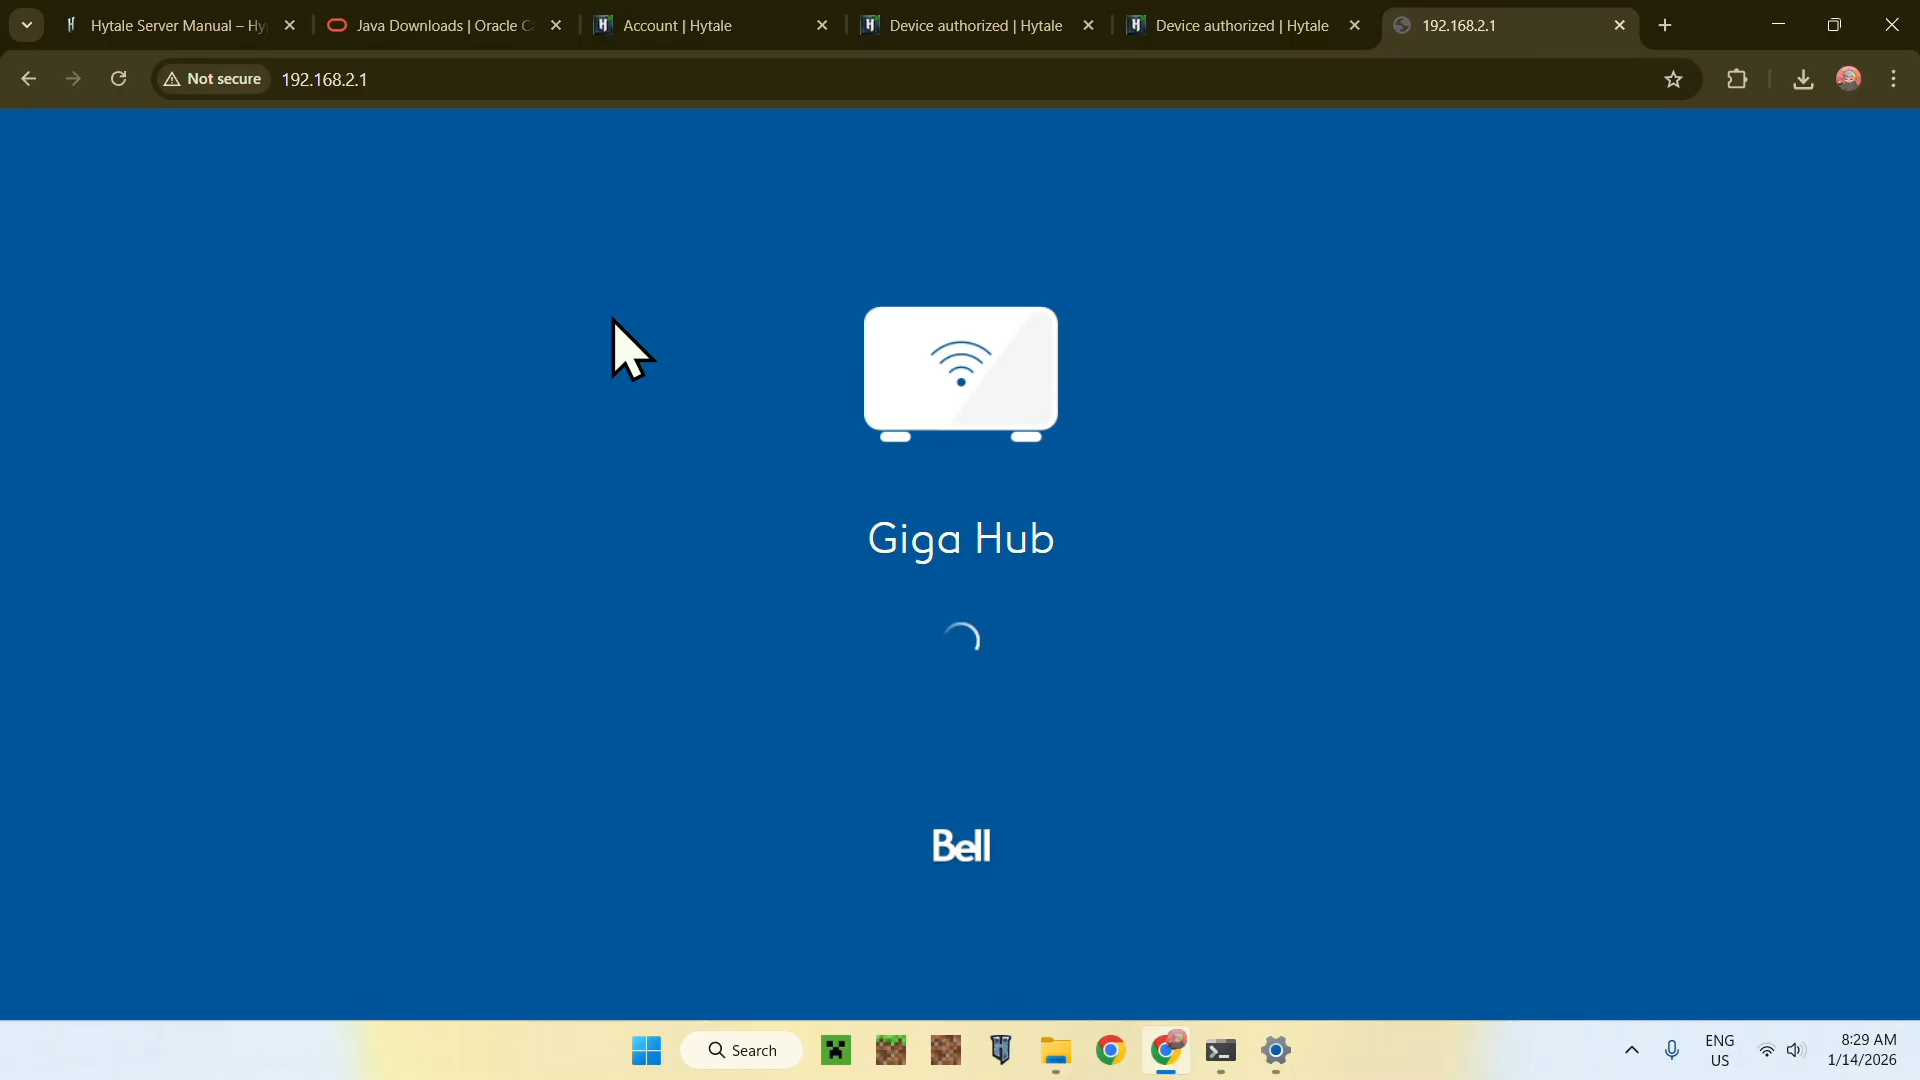 Hytale Server Manual – Hy
Java Downloads | Oracle C
Account | Hytale
Device authorized | Hytale
Device authorized | Hytale
192.168.2.1
Not secure
192.168.2.1
Giga Hub
Bell
Search
ENG
US
8:29 AM
1/14/2026